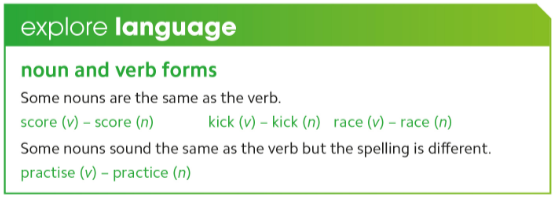 explore language
noun and verb forms
Some nouns are the same as the verb.
score (v) – score (n) kick (v) – kick (n) race (v) – race (n)
Some nouns sound the same as the verb but the spelling is different.
practise (v) – practice (n)